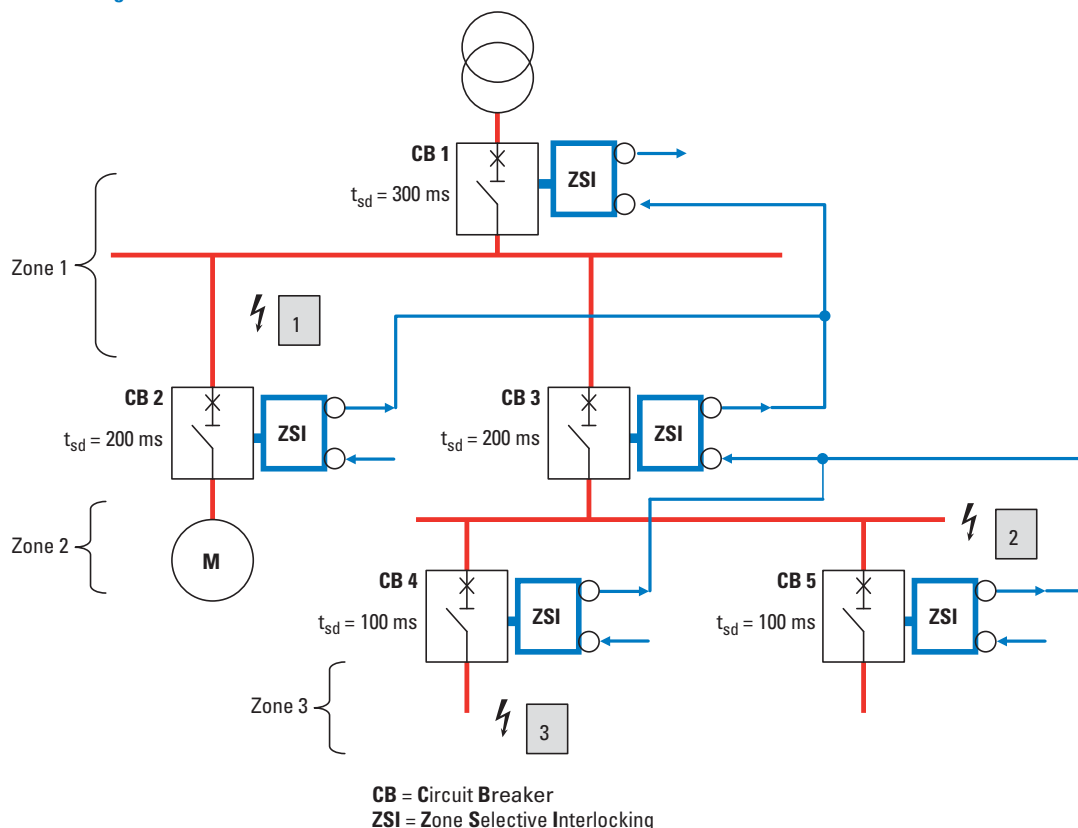 CB 1
ZSI
tsd = 300 ms
Zone 1
1
CB 2
ZSI
tsd = 200 ms
CB 3
ZSI
tsd = 200 ms
Zone 2
M
2
CB 4
ZSI
tsd = 100 ms
CB 5
ZSI
tsd = 100 ms
Zone 3
3
CB = Circuit Breaker
ZSI = Zone Selective Interlocking